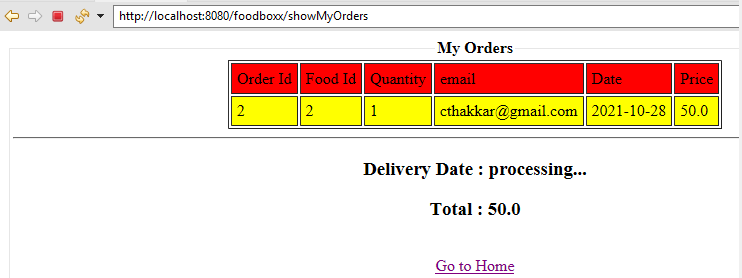 http://localhost:8080/foodboxx/showMyOrders
My Orders
Order Id Food Id Quantity email Date Price
2 2 1 cthakkar@gmail.com 2021-10-28 50.0
Delivery Date : processing...
Total : 50.0
Go to Home